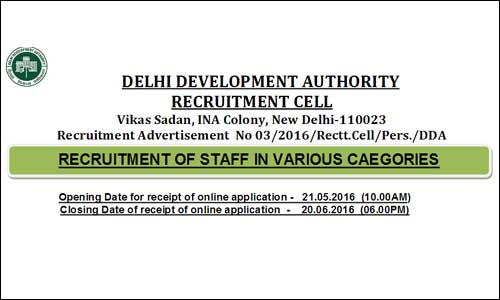 DELHI DEVELOPMENT AUTHORITY
RECRUITMENT CELL
Vikas Sadan, INA Colony, New Delhi-110023
Recruitment Advertisement No 03/2016/Rectt.Cell/Pers./DDA
RECRUITMENT OF STAFF IN VARIOUS CAEGORIES
Opening Date for receipt of online application - 21.05.2016 (10.00AM)
Closing Date of receipt of online application - 20.06.2016 (06.00PM)